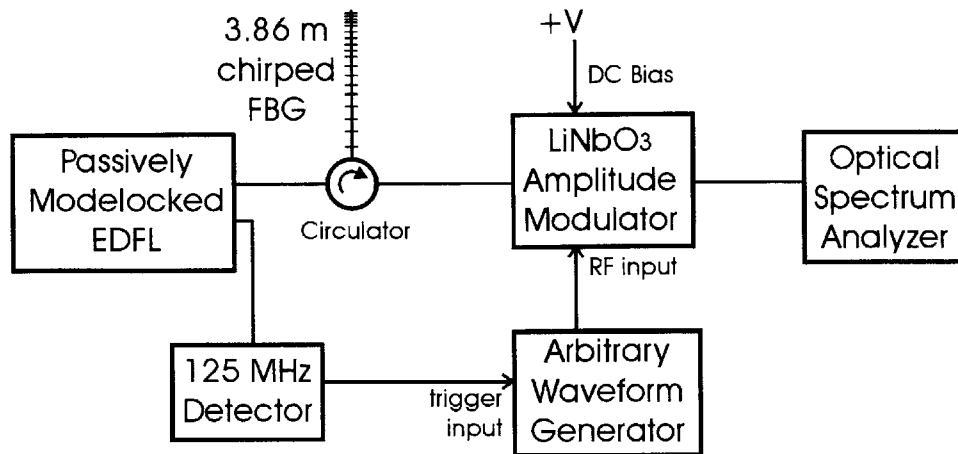 3.86 m
chirped
FBG
+V
DC Bias
Passively
Modelocked
EDFL
Circulator
LiNbO3
Amplitude
Modulator
Optical
Spectrum
Analyzer
RF input
125 MHz
Detector
trigger
input
Arbitrary
Waveform
Generator